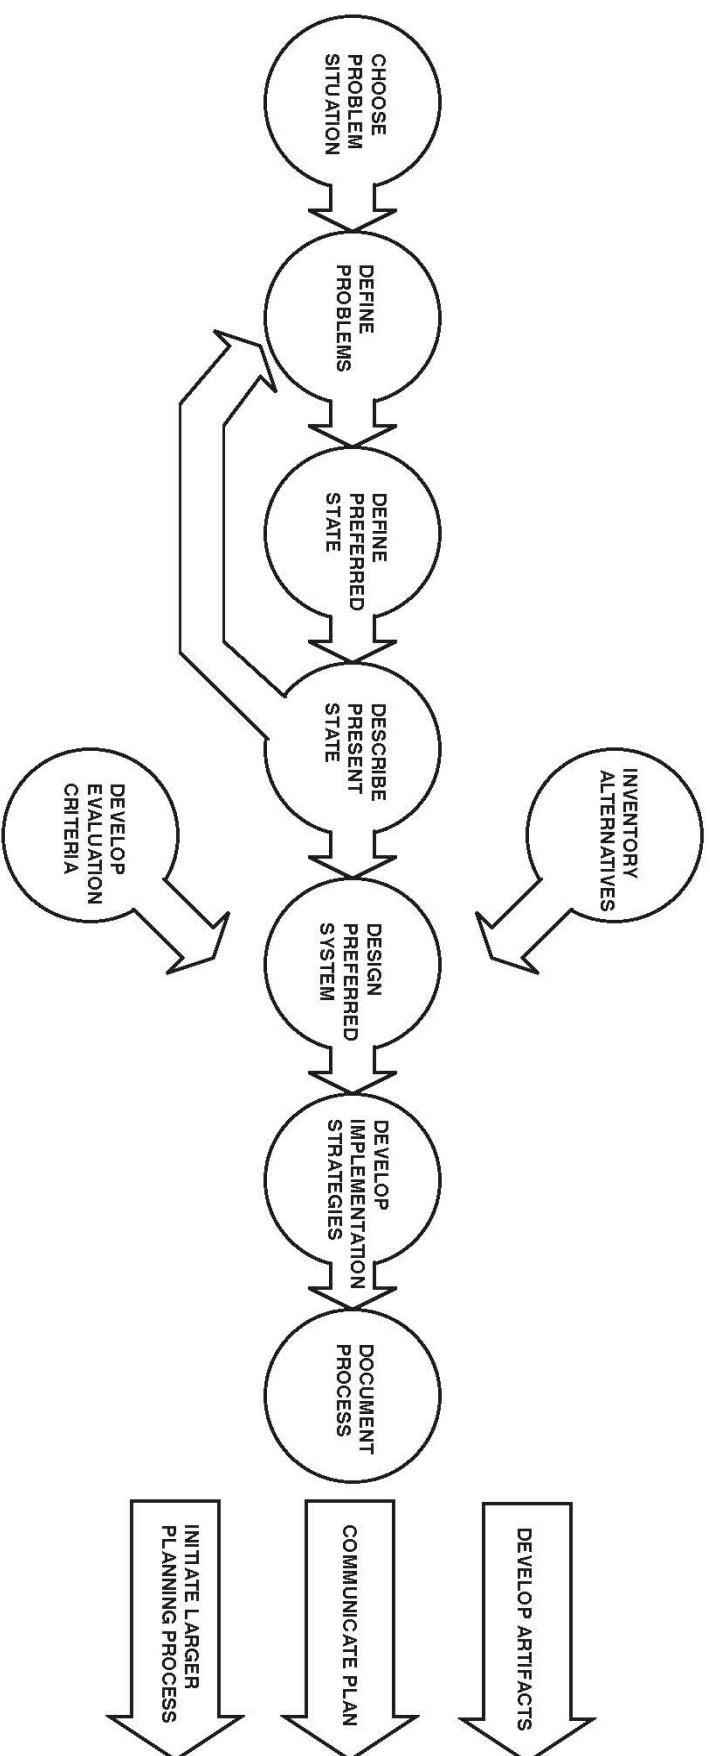 CHOOSE
PROBLEM
SITUATION
DEFINE
PROBLEMS
DEFINE
PREFERRED
STATE
DESCRIBE
PRESENT
STATE
INVENTORY
ALTERNATIVES
DEVELOP
EVALUATION
CRITERIA
DESIGN
PREFERRED
SYSTEM
DEVELOP
IMPLEMENTATION
STRATEGIES
DOCUMENT
PROCESS
DEVELOP ARTIFACTS
COMMUNICATE PLAN
INITIATE LARGER
PLANNING PROCESS